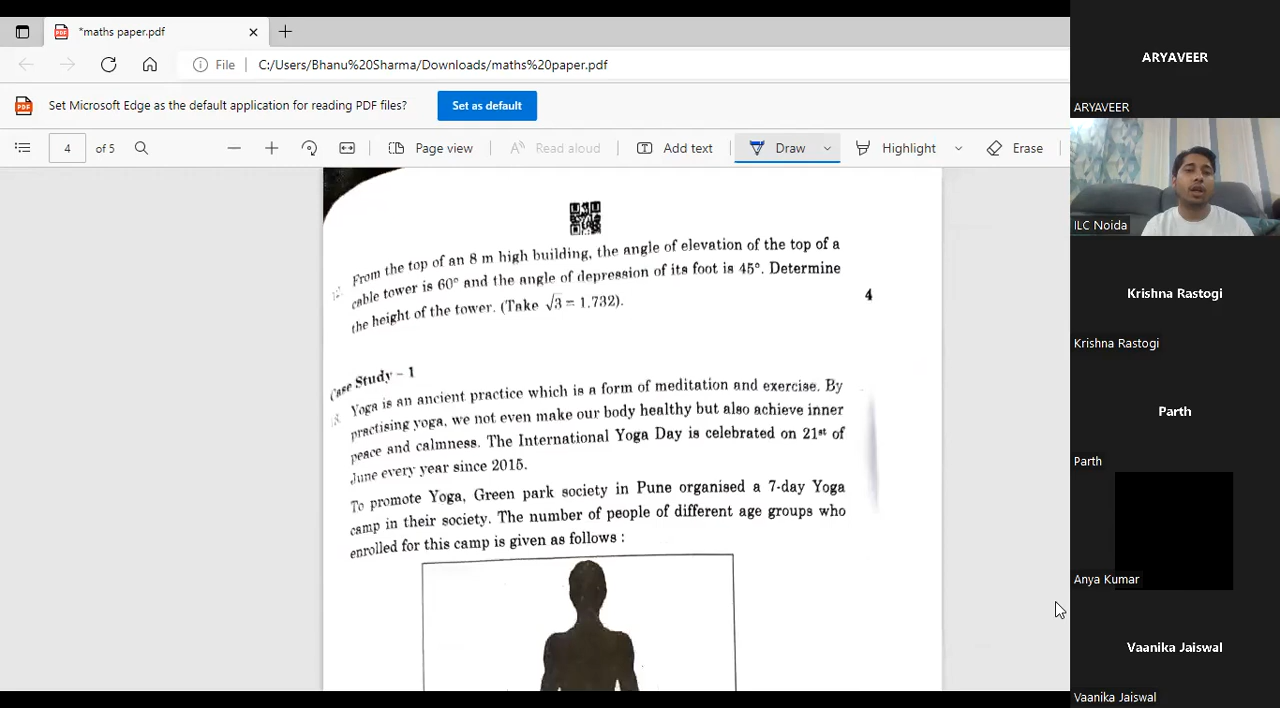 *maths paper.pdf
File
C:/Users/Bhanu%20Sharma/Downloads/maths%20paper.pdf
Set Microsoft Edge as the default application for reading PDF files?
Set as default
4 of 5
Page view
Read aloud
Add text
Draw
Highlight
Erase
12. From the top of an 8 m high building, the angle of elevation of the top of a
cable tower is 60° and the angle of depression of its foot is 45°. Determine
the height of the tower. (Take √3 = 1.732).
4
Case Study – 1
Yoga is an ancient practice which is a form of meditation and exercise. By
practising yoga, we not even make our body healthy but also achieve inner
peace and calmness. The International Yoga Day is celebrated on 21st of
June every year since 2015.
To promote Yoga, Green park society in Pune organised a 7-day Yoga
camp in their society. The number of people of different age groups who
enrolled for this camp is given as follows :
ARYAVEER
ARYAVEER
ILC Noida
Krishna Rastogi
Krishna Rastogi
Parth
Parth
Anya Kumar
Vaanika Jaiswal
Vaanika Jaiswal